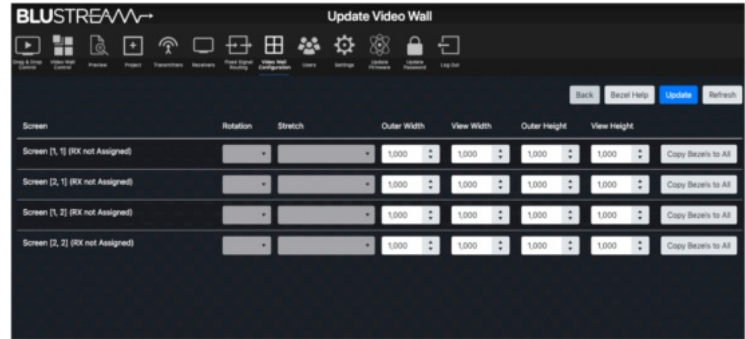 BLUSTREAM
Update Video Wall
Drag & Drop Control
Video Wall Control
Preview
Project
Transmitters
Receivers
Fixed Signal Routing
Video Wall Configuration
Users
Settings
Update Firmware
Update Password
Log Out
Back Bezel Help Update Refresh
Screen Rotation Stretch Outer Width View Width Outer Height View Height
Screen [1, 1] (RX not Assigned) 1,000 1,000 1,000 1,000 Copy Bezels to All
Screen [2, 1] (RX not Assigned) 1,000 1,000 1,000 1,000 Copy Bezels to All
Screen [1, 2] (RX not Assigned) 1,000 1,000 1,000 1,000 Copy Bezels to All
Screen [2, 2] (RX not Assigned) 1,000 1,000 1,000 1,000 Copy Bezels to All